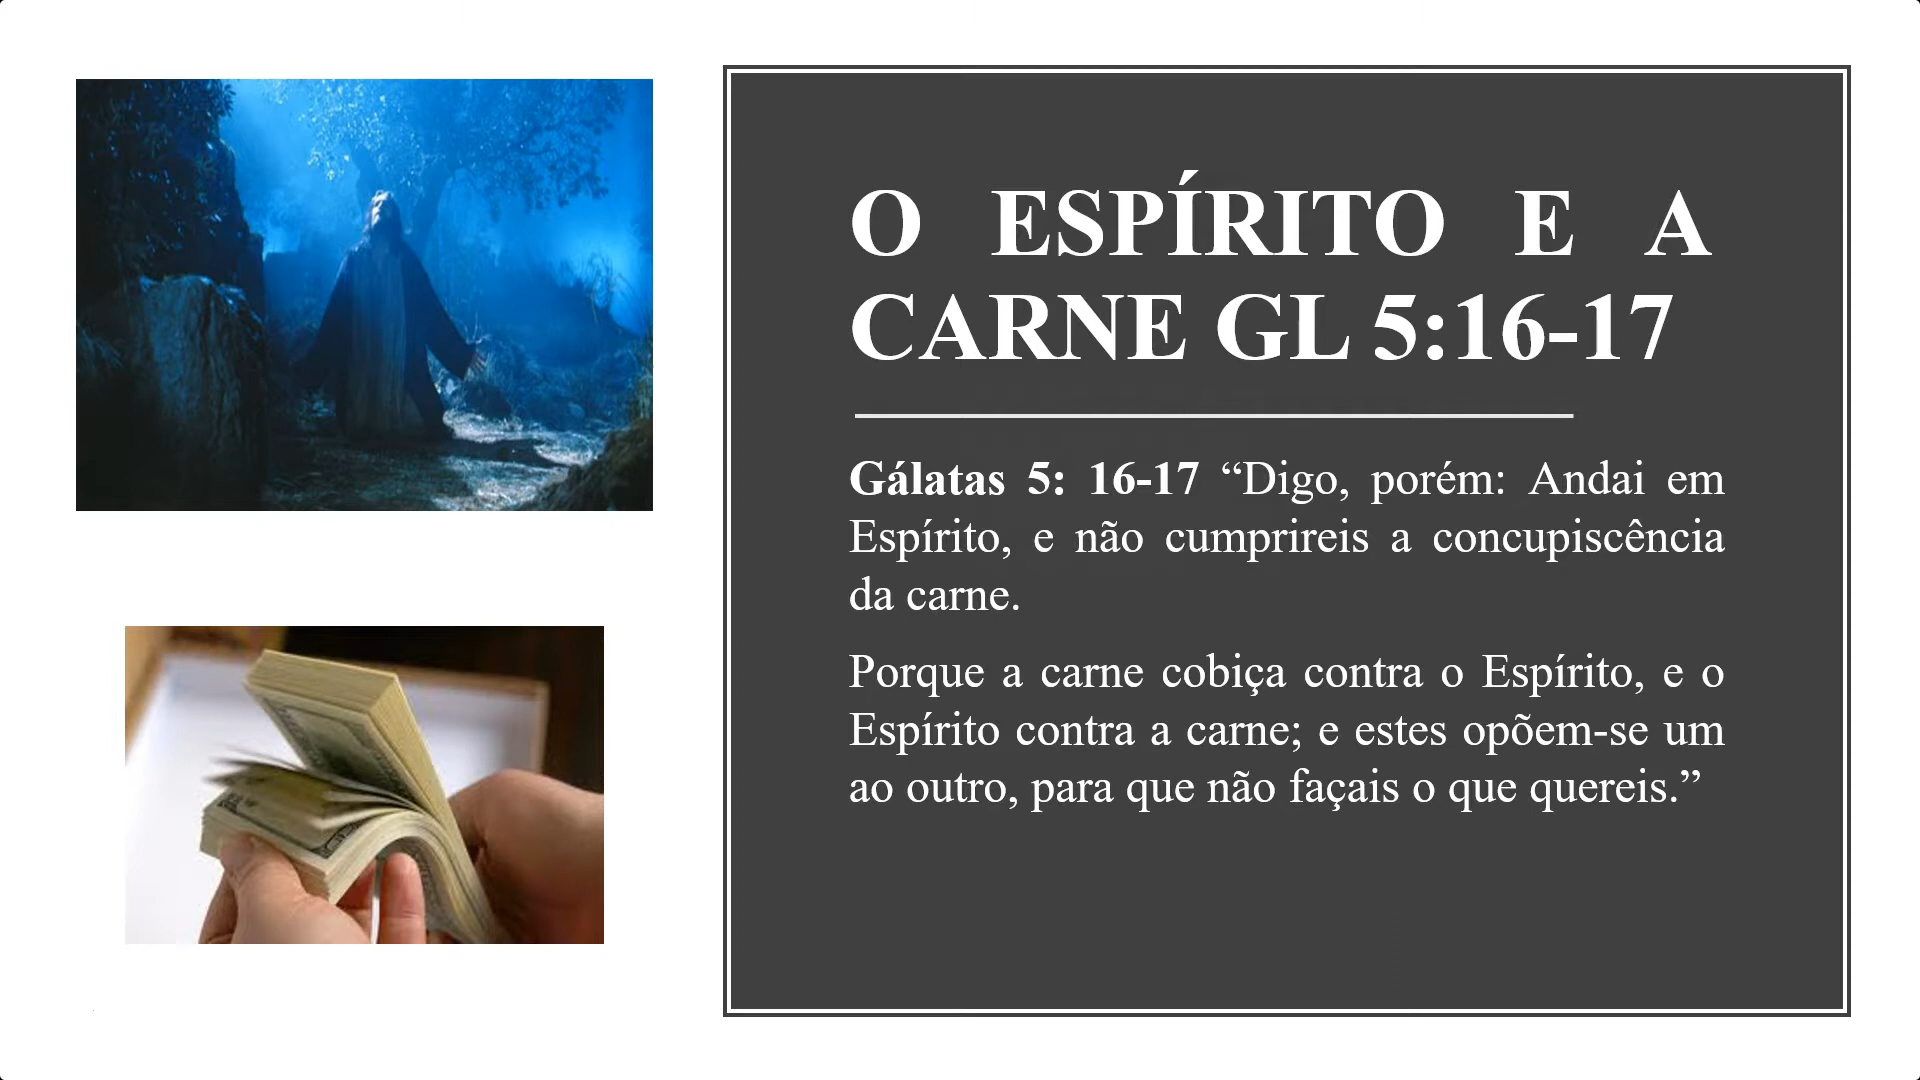 O ESPÍRITO E A
CARNE GL 5:16-17
Gálatas 5: 16-17 “Digo, porém: Andai em
Espírito, e não cumprireis a concupiscência
da carne.
Porque a carne cobiça contra o Espírito, e o
Espírito contra a carne; e estes opõem-se um
ao outro, para que não façais o que quereis.”